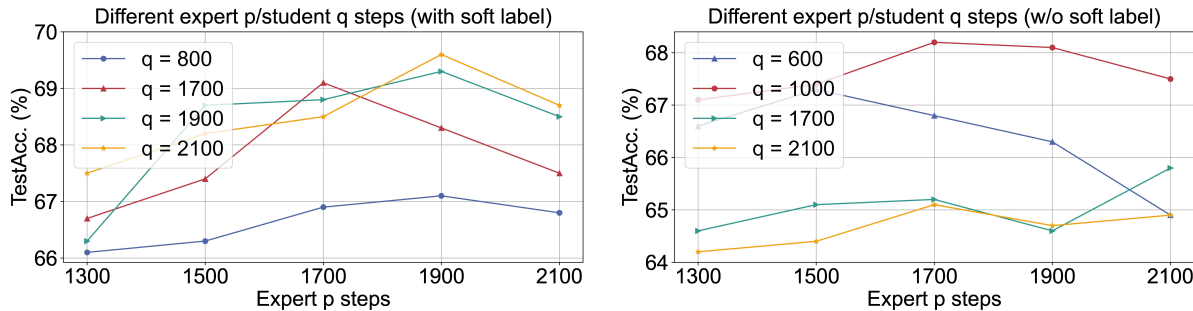 Different expert p/student q steps (with soft label)
70
69
68
67
66
TestAcc. (%)
q = 800
q = 1700
q = 1900
q = 2100
1300 1500 1700 1900 2100
Expert p steps
Different expert p/student q steps (w/o soft label)
68
67
66
65
64
TestAcc. (%)
q = 600
q = 1000
q = 1700
q = 2100
1300 1500 1700 1900 2100
Expert p steps